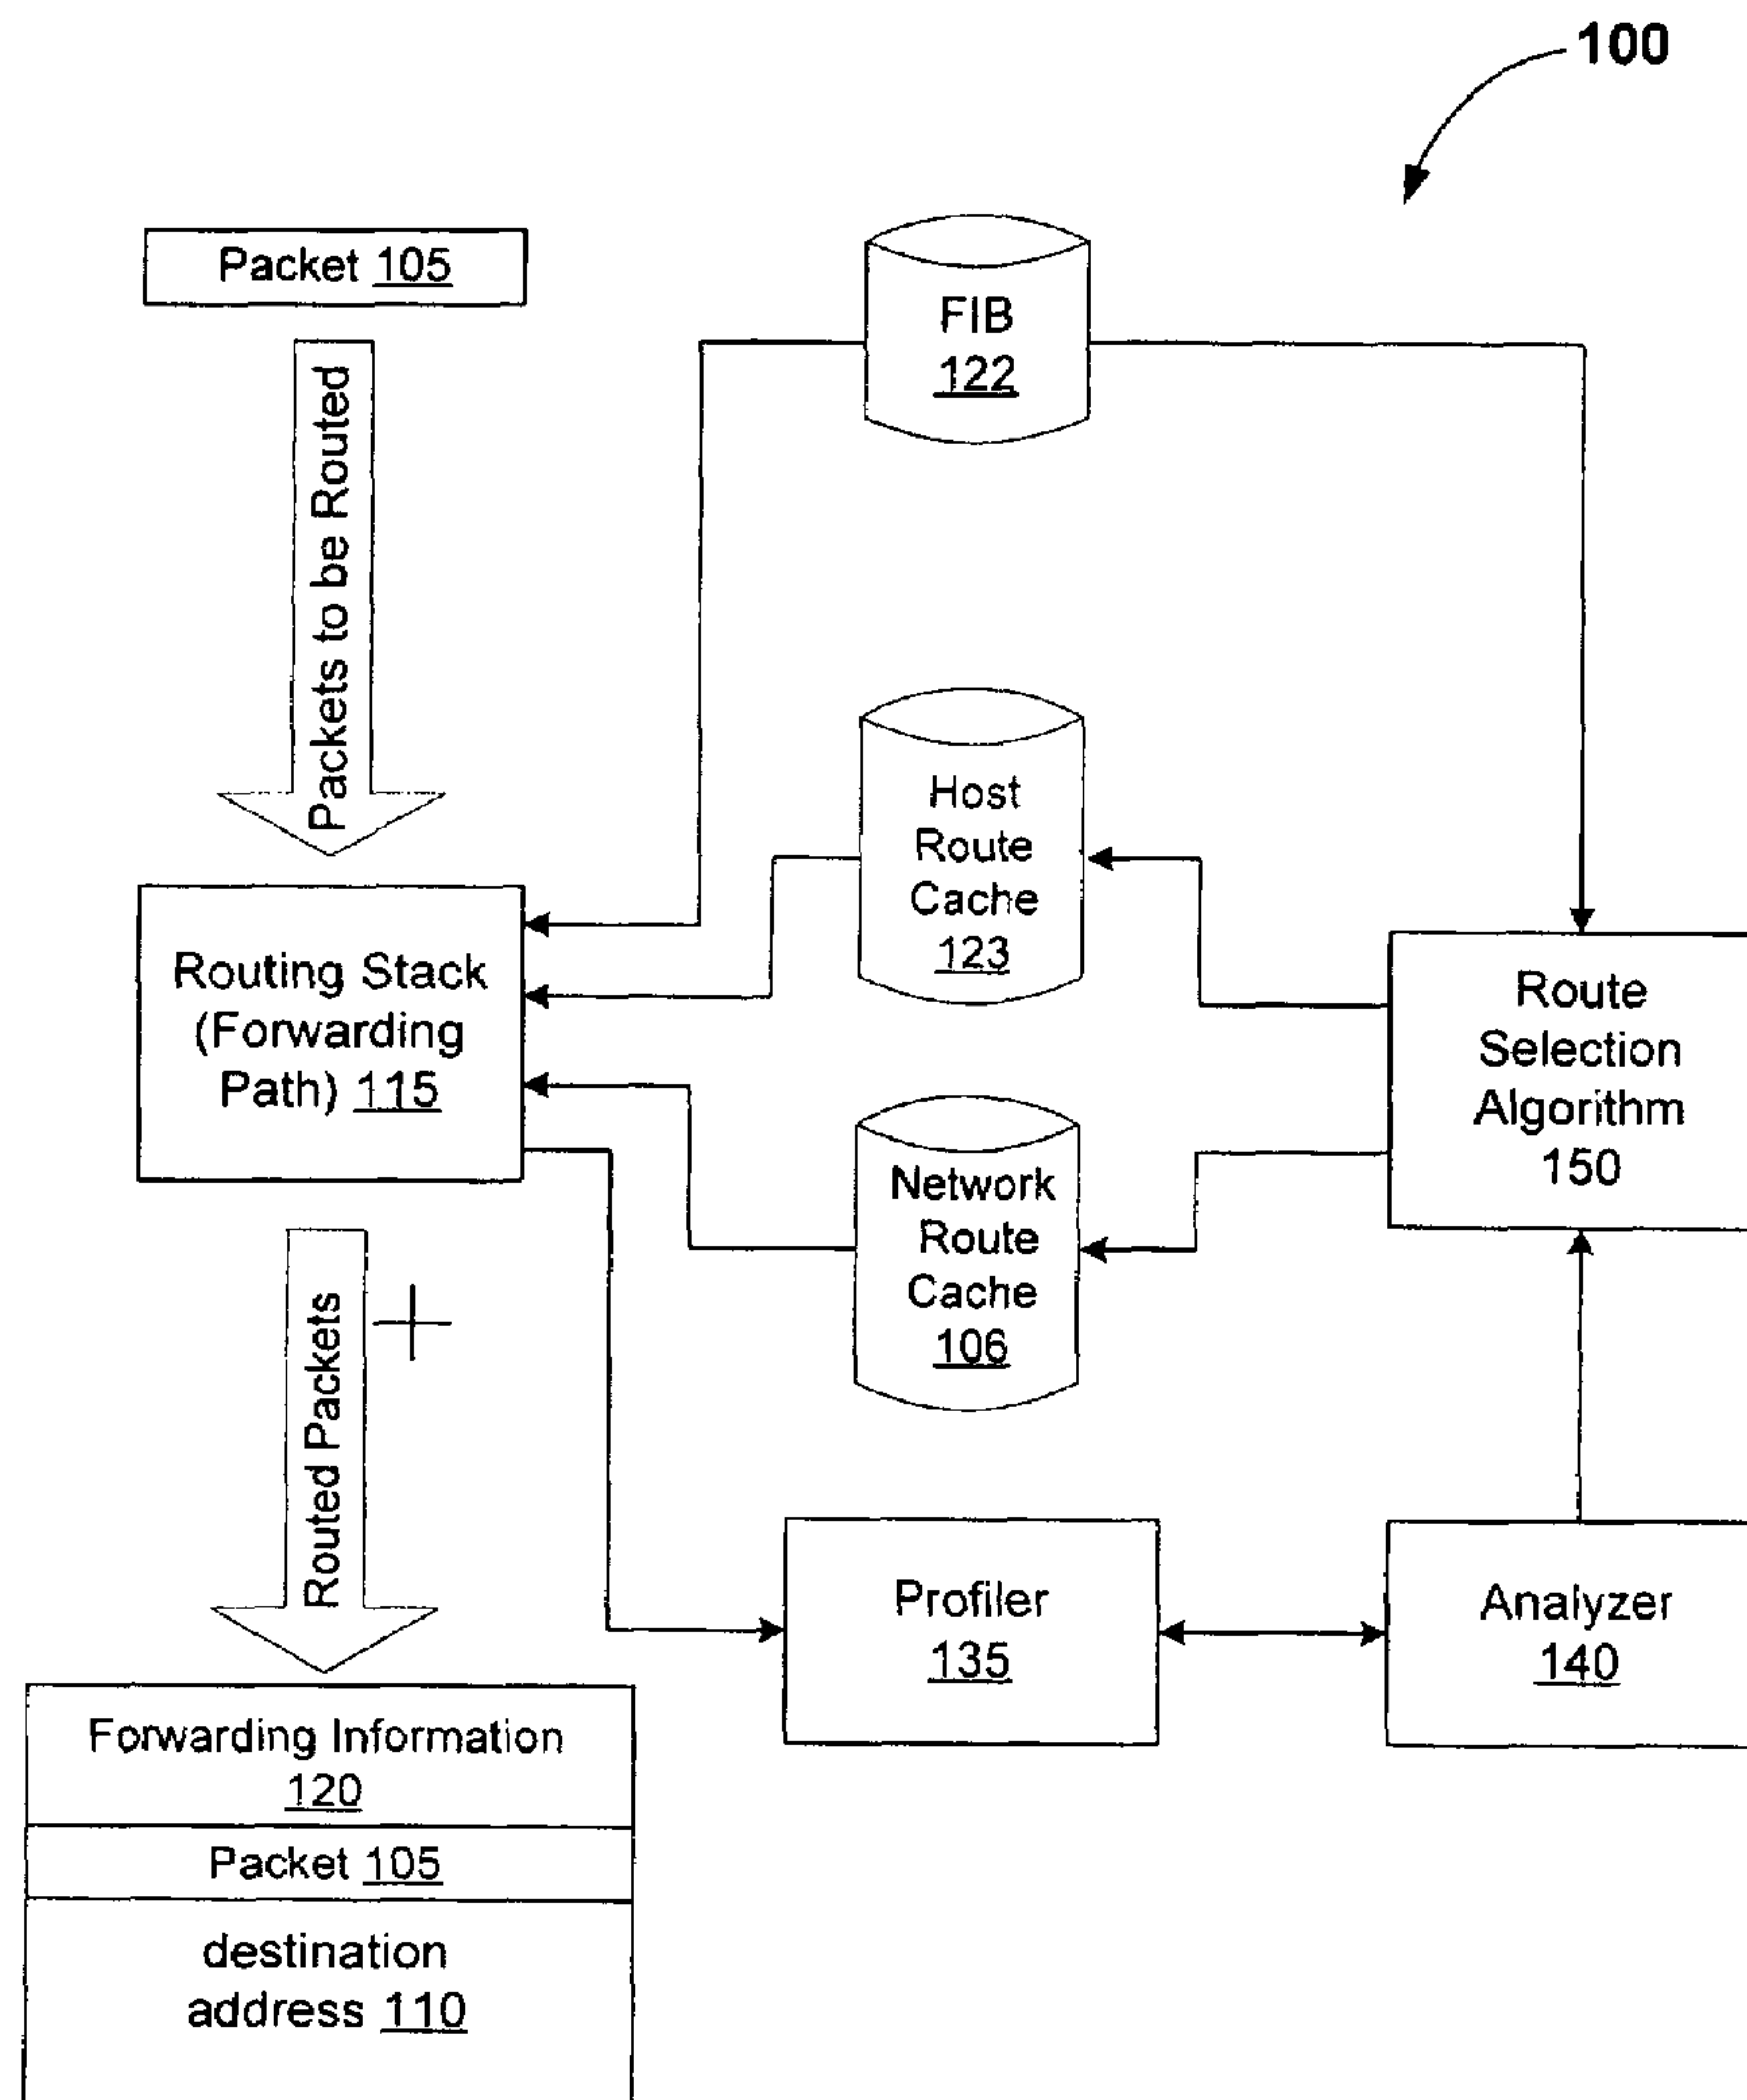 100
Packet 105
Packets to be Routed
FIB
122
Host
Route
Cache
123
Routing Stack
(Forwarding
Path) 115
Route
Selection
Algorithm
150
Network
Route
Cache
106
Routed Packets
Profiler
135
Analyzer
140
Forwarding Information
120
Packet 105
destination
address 110